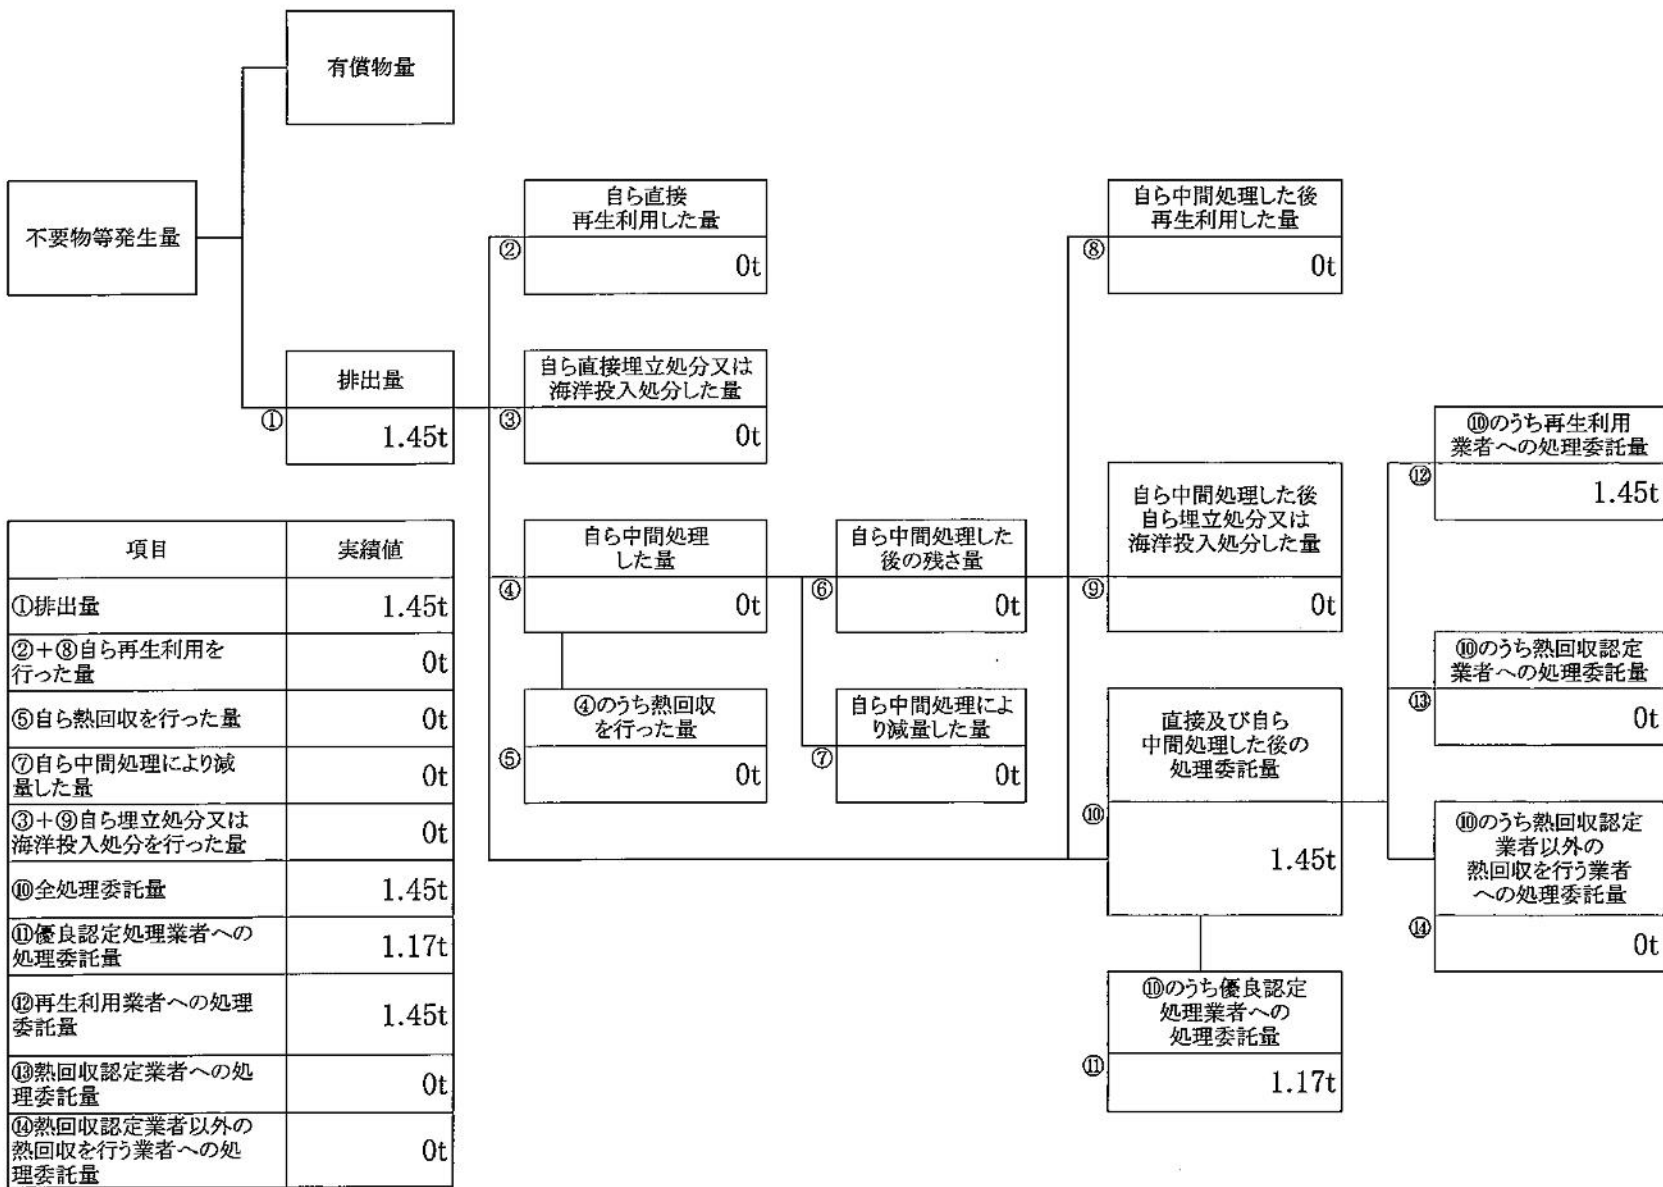 有償物量
不要物等発生量
自ら直接
再生利用した量
②
0t
自ら中間処理した後
再生利用した量
⑧
0t
排出量
①
1.45t
自ら直接埋立処分又は
海洋投入処分した量
③
0t
⑩のうち再生利用
業者への処理委託量
⑫
1.45t
自ら中間処理
した量
④
0t
自ら中間処理した
後の残さ量
⑥
0t
自ら中間処理した後
自ら埋立処分又は
海洋投入処分した量
⑨
0t
⑩のうち熱回収認定
業者への処理委託量
⑬
0t
④のうち熱回収
を行った量
⑤
0t
自ら中間処理によ
り減量した量
⑦
0t
直接及び自ら
中間処理した後の
処理委託量
⑩
1.45t
⑩のうち熱回収認定
業者以外の
熱回収を行う業者
への処理委託量
⑭
0t
⑩のうち優良認定
処理業者への
処理委託量
⑪
1.17t
項目 実績値
①排出量 1.45t
②+⑧自ら再生利用を
行った量 0t
⑤自ら熱回収を行った量 0t
⑦自ら中間処理により減
量した量 0t
③+⑨自ら埋立処分又は
海洋投入処分を行った量 0t
⑩全処理委託量 1.45t
⑪優良認定処理業者への
処理委託量 1.17t
⑫再生利用業者への処理
委託量 1.45t
⑬熱回収認定業者への処
理委託量 0t
⑭熱回収認定業者以外の
熱回収を行う業者への処
理委託量 0t